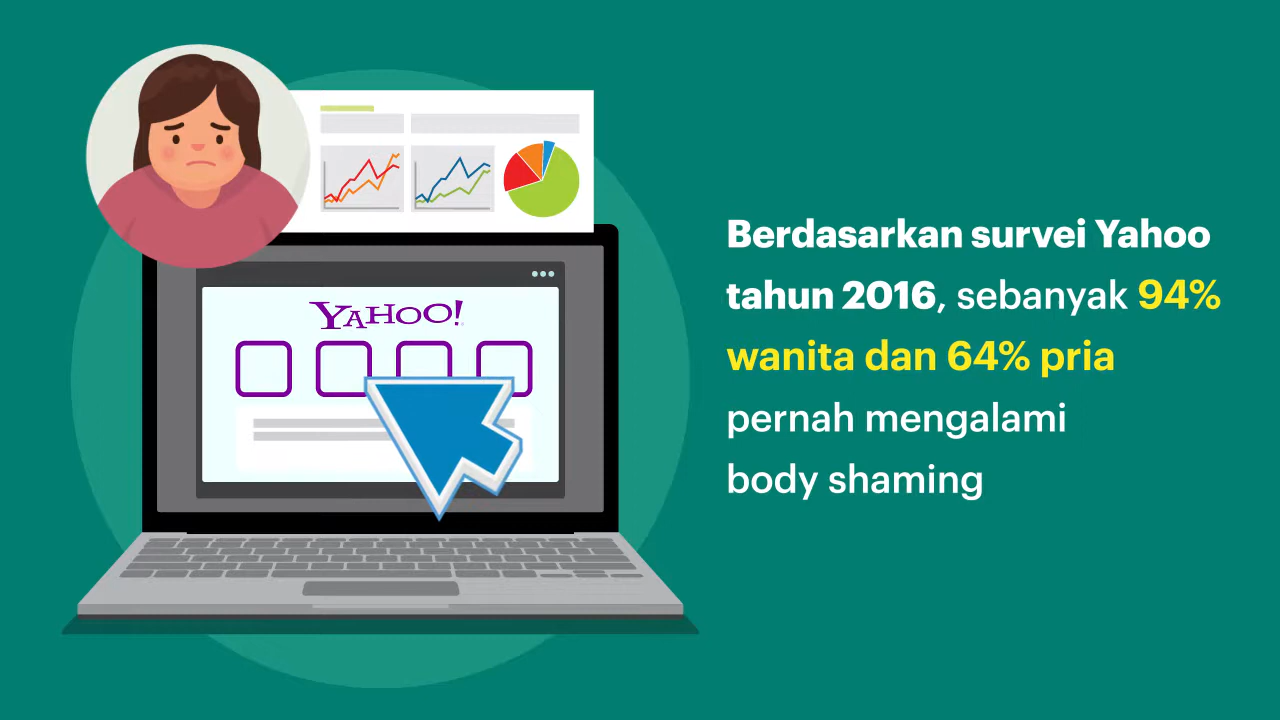 YAHOO!
Berdasarkan survei Yahoo
tahun 2016, sebanyak 94%
wanita dan 64% pria
pernah mengalami
body shaming